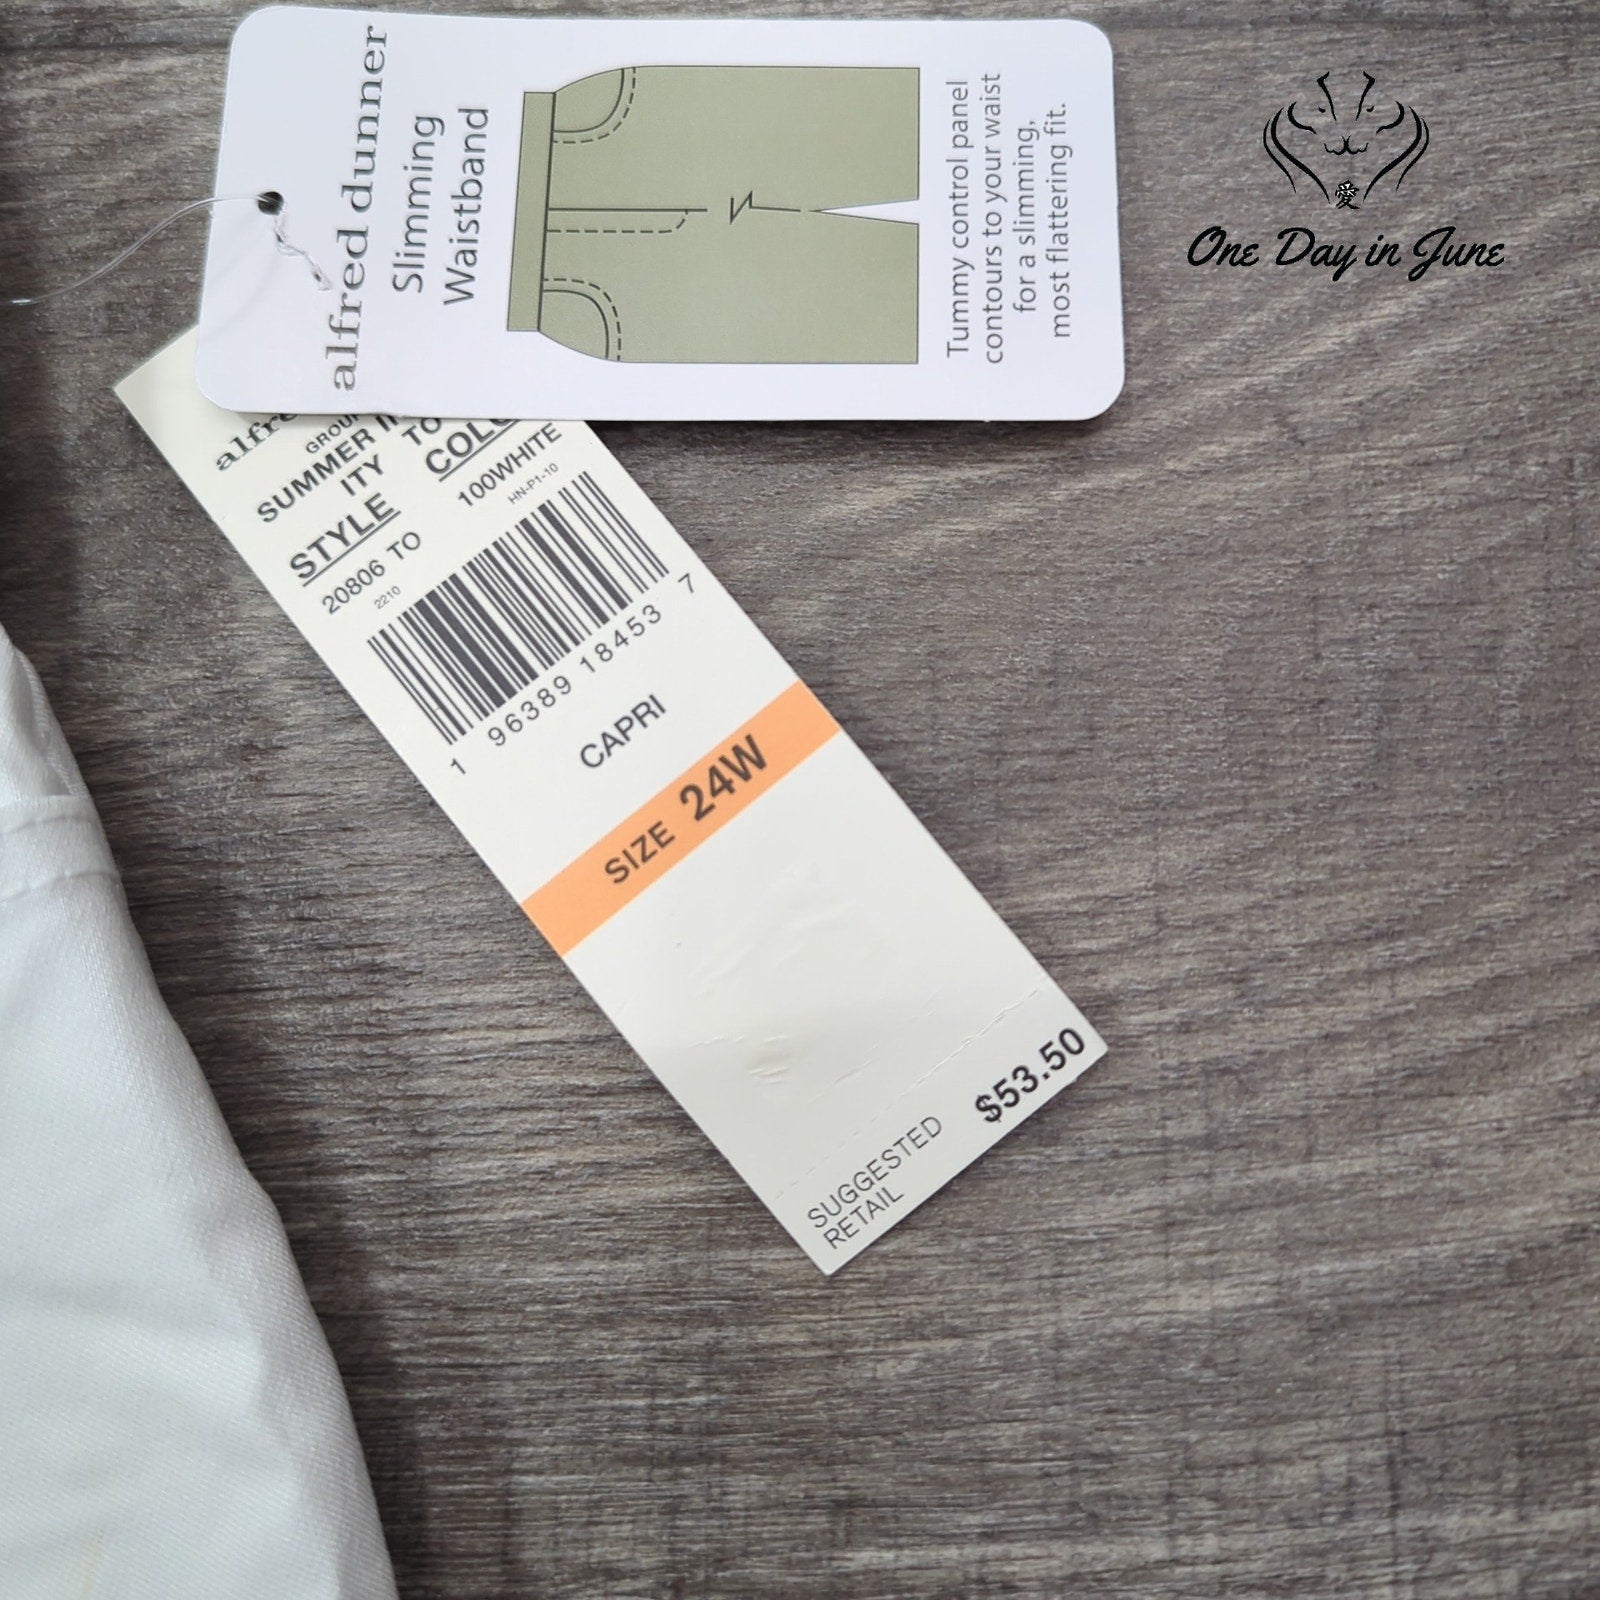 alfred dunner
Slimming
Waistband
Tummy control panel
contours to your waist
for a slimming,
most flattering fit.
愛
One Day in June
SUMMER
ITY
TO
STYLE
20806 TO
2210
100WHITE
HN-P1-10
1 96389 18453 7
CAPRI
SIZE 24W
SUGGESTED
RETAIL
$53.50